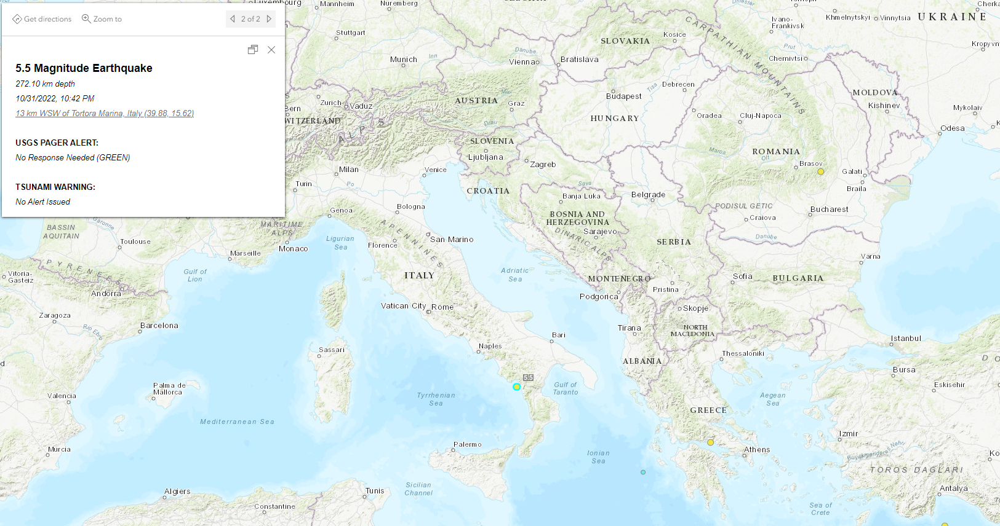 Get directions
Zoom to
2 of 2
5.5 Magnitude Earthquake
272.10 km depth
10/31/2022, 10:42 PM
13 km WSW of Tortora Marina, Italy (39.88, 15.62)
USGS PAGER ALERT:
No Response Needed (GREEN)
TSUNAMI WARNING:
No Alert Issued
Mannheim
Nuremberg
Khmelnytskyi
Vinnytsia
UKRAINE
Ivano-
Frankivsk
CARPATHIAN MOUNTAINS
Stuttgart
SLOVAKIA
Kosice
Prut
Danube
Inn
Munich
Vienna
Bratislava
Chernivtsi
Debrecen
Tisa
MOLDOVA
Budapest
AUSTRIA
Mur
Graz
Zurich
Vaduz
Bern
Kishinev
Mykolaiv
Oradea
Cluj-Napoca
HUNGARY
ALPS
Drau
Odesa
SLOVENIA
Ljubljana
Maros
ROMANIA
Olt
Zagreb
Brasov
Milan
Venice
Galati
Turin
Po
Sava
Braila
CROATIA
Banja Luka
Belgrade
PODISUL GETIC
Bologna
Genoa
Bucharest
Craiova
BOSNIA AND
HERZEGOVINA
Sarajevo
DINARIC ALPS
Garonne
MARITIME
ALPS
APENNINES
BASSIN
AQUITAIN
Toulouse
Ligurian
Sea
San Marino
Danube
SERBIA
Florence
Monaco
Marseille
Varna
PYRENE
Vitoria-
Gasteiz
Gulf of
Lion
ITALY
Adriatic
Sea
MONTENEGRO
Sofia
BULGARIA
Pristina
Andorra
Podgorica
Vatican City
Rome
Skopje
Zaragoza
Barcelona
Tirana
NORTH
MACEDONIA
Bari
Istanbul
Naples
Sassari
Thessaloniki
ALBANIA
Bursa
5.5
Palma de
Mallorca
Gulf of
Taranto
Eskisehir
Valencia
Tyrrhenian
Sea
Aegean
Sea
GREECE
Mediterranean Sea
Izmir
Palermo
Murcia
Athens
Ionian
Sea
TOROS DAGLARI
Sicilian
Channel
Algiers
Tunis
Antalya
Constantine
Sea of
Crete